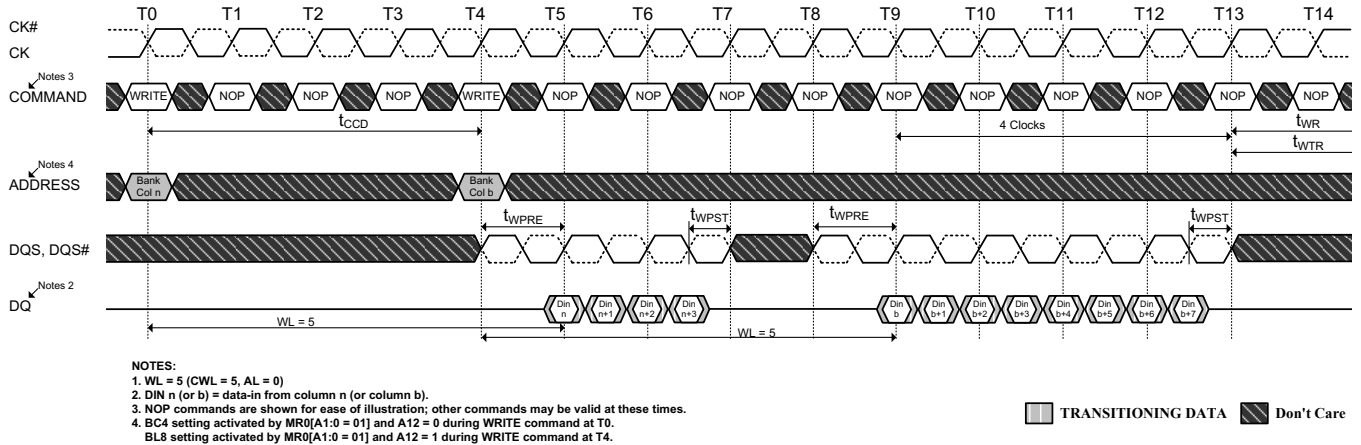 T0 T1 T2 T3 T4 T5 T6 T7 T8 T9 T10 T11 T12 T13 T14
CK#
CK
Notes 3
COMMAND
WRITE NOP NOP NOP WRITE NOP NOP NOP NOP NOP NOP NOP NOP NOP NOP
tCCD
4 Clocks
tWR
tWTR
Notes 4
ADDRESS
Bank Col n
Bank Col b
tWPRE
tWPST
tWPRE
tWPST
DQS, DQS#
Notes 2
DQ
Din n
Din n+1
Din n+2
Din n+3
Din b
Din b+1
Din b+2
Din b+3
Din b+4
Din b+5
Din b+6
Din b+7
WL = 5
WL = 5
NOTES:
1. WL = 5 (CWL = 5, AL = 0)
2. DIN n (or b) = data-in from column n (or column b).
3. NOP commands are shown for ease of illustration; other commands may be valid at these times.
4. BC4 setting activated by MR0[A1:0 = 01] and A12 = 0 during WRITE command at T0.
BL8 setting activated by MR0[A1:0 = 01] and A12 = 1 during WRITE command at T4.
TRANSITIONING DATA
Don't Care